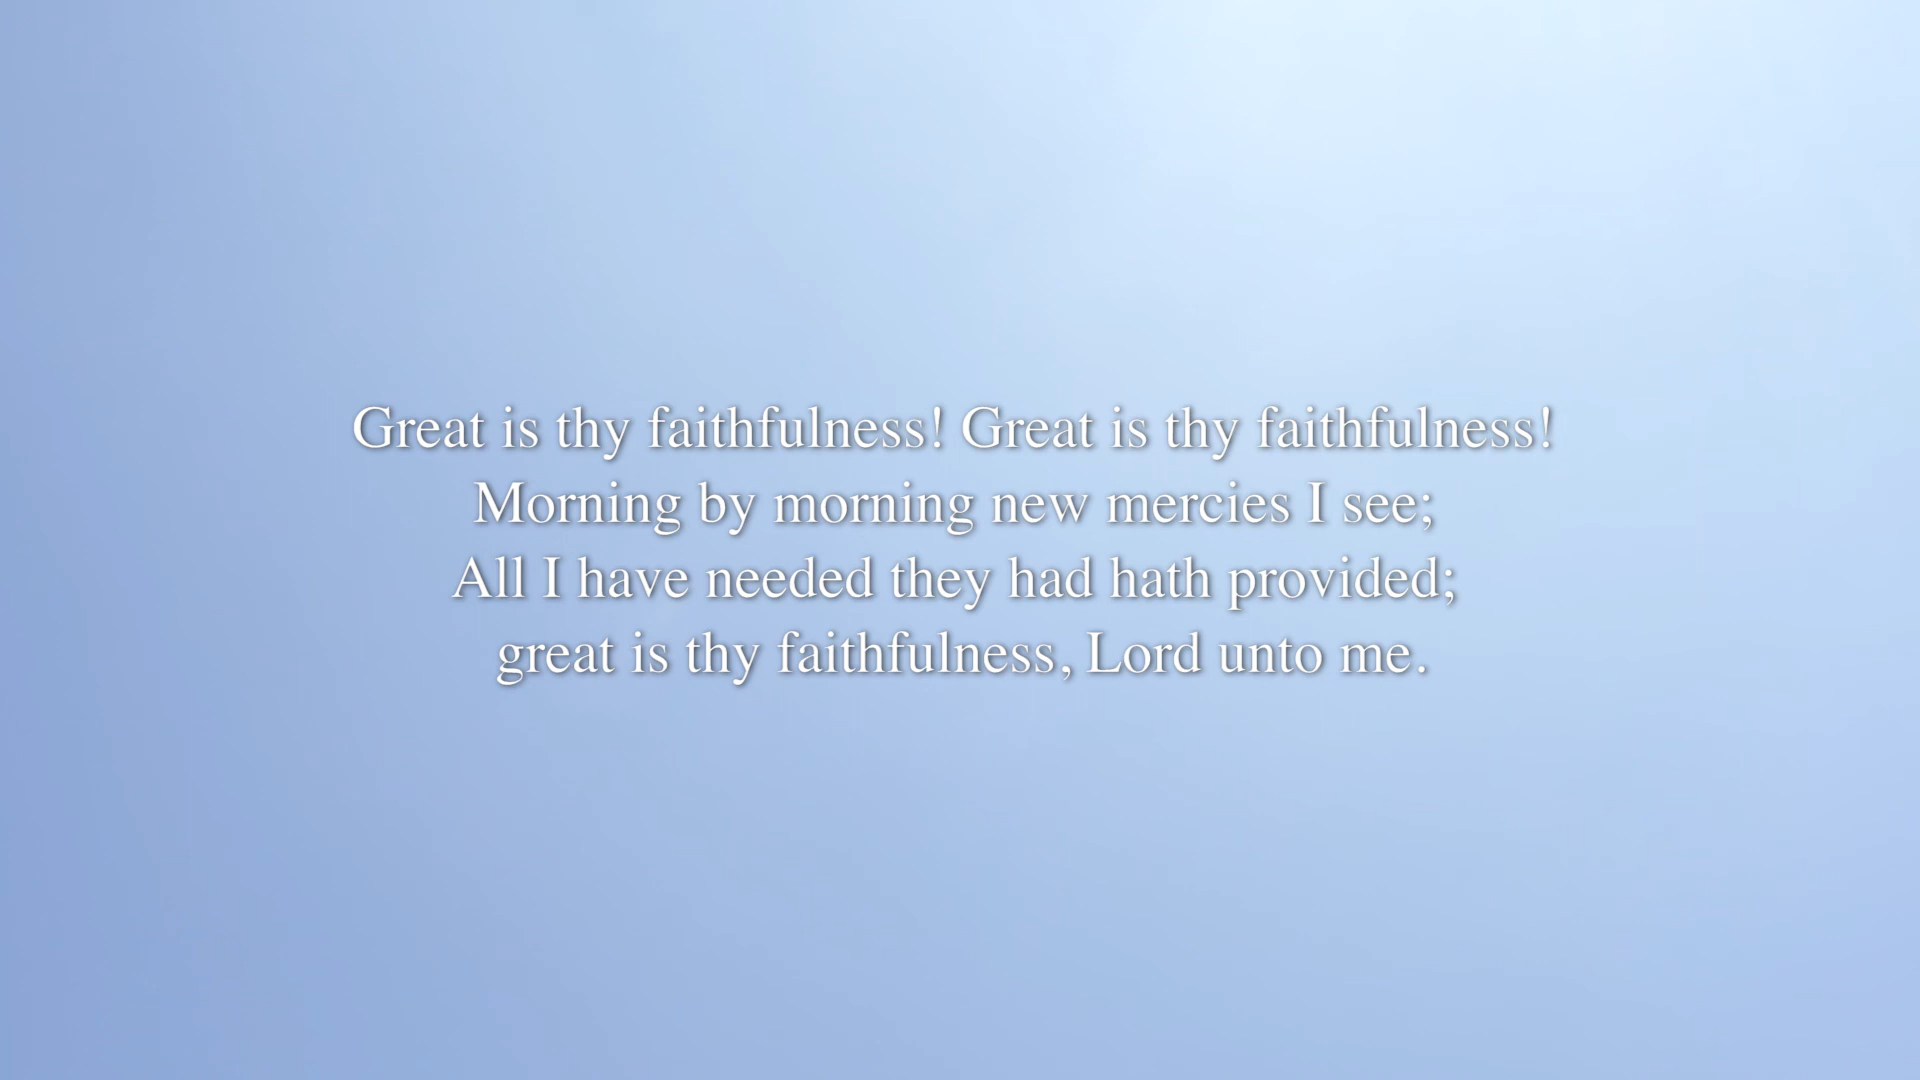 Great is thy faithfulness! Great is thy faithfulness!
Morning by morning new mercies I see;
All I have needed they had hath provided;
great is thy faithfulness, Lord unto me.